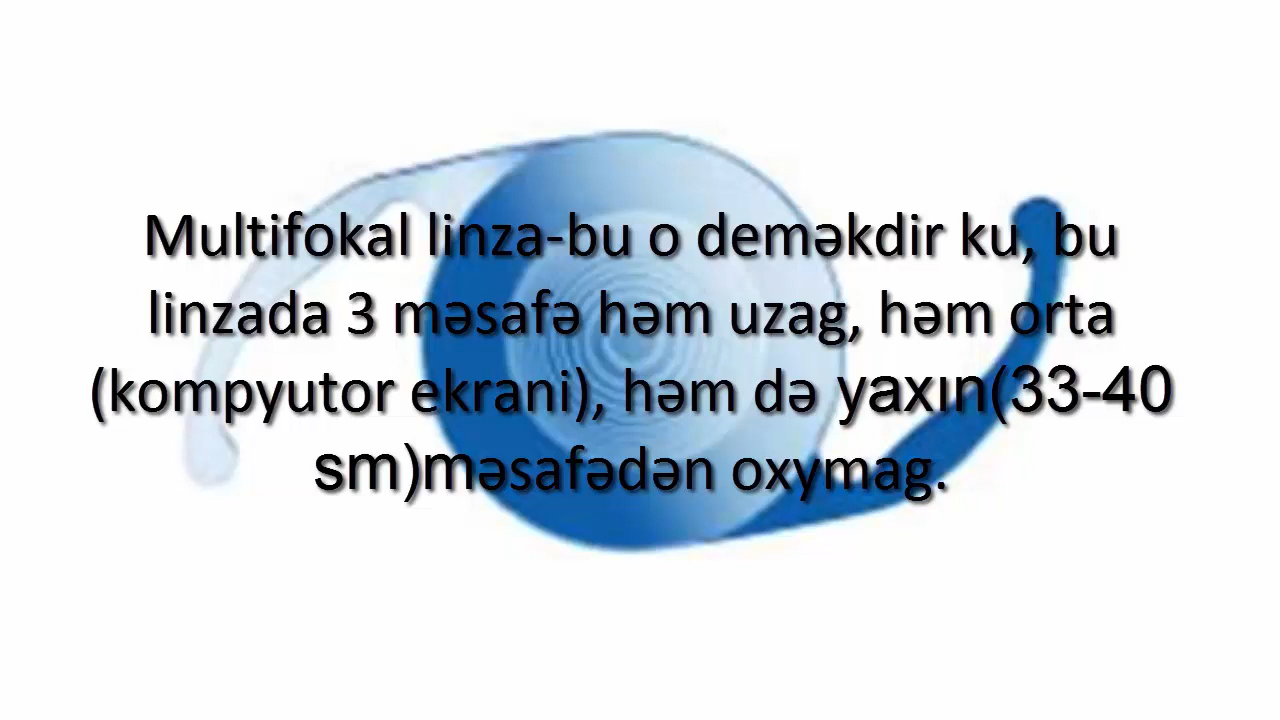 Multifokal linza-bu o deməkdir ku, bu
linzada 3 məsafə həm uzag, həm orta
(kompyutor ekrani), həm də yaxın(33-40
sm)məsafədən oxymag.